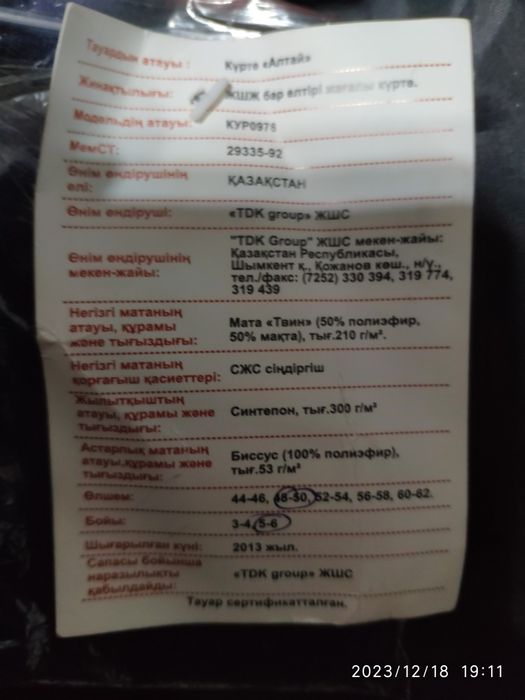 Тауардың атауы: Күрте «Алтай»
Жинақтылығы: ЖШЖ бар елтірі жағалы күрте.
Модельдің атауы: КУР0978
МемСТ: 29335-92
Өнім өндірушінің
елі: ҚАЗАҚСТАН
Өнім өндіруші: «TDK group» ЖШС
Өнім өндірушінің
мекен-жайы:
"TDK Group" ЖШС мекен-жайы:
Қазақстан Республикасы,
Шымкент қ., Қожанов көш., н/ү.,
тел./факс: (7252) 330 394, 319 774,
319 439
Негізгі матаның
атауы, құрамы
және тығыздығы:
Мата «Твин» (50% полиэфир,
50% мақта), тығ.210 г/м².
Негізгі матаның
қорғағыш қасиеттері: СЖС сіңдіргіш
Жылытқыштың
атауы, құрамы және
тығыздығы:
Синтепон, тығ.300 г/м²
Астарлық матаның
атауы,құрамы және
тығыздығы:
Биссус (100% полиэфир),
тығ.53 г/м²
Өлшем: 44-46, 48-50, 52-54, 56-58, 60-62.
Бойы: 3-4, 5-6
Шығарылған күні: 2013 жыл.
Сапасы бойынша
наразылықты
қабылдайды:
«TDK group» ЖШС
Тауар сертификатталған.
2023/12/18 19:11